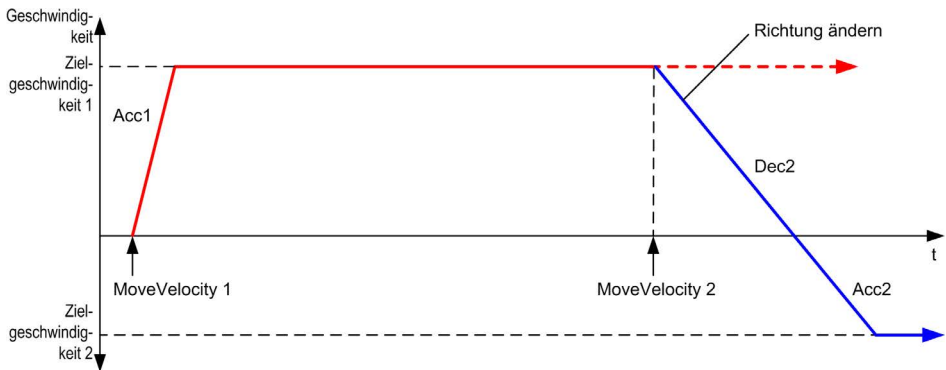 Geschwindig-
keit
Ziel-
geschwindig-
keit 1
Richtung ändern
Acc1
Dec2
t
MoveVelocity 1
MoveVelocity 2
Acc2
Ziel-
geschwindig-
keit 2